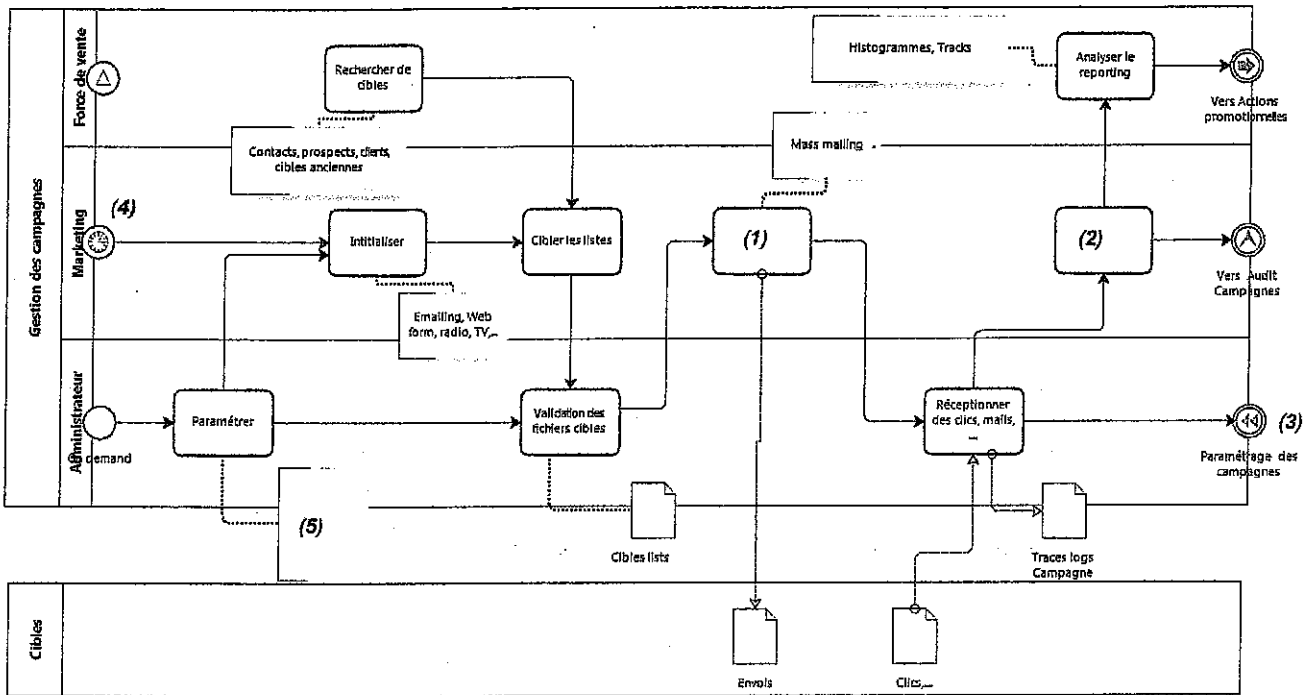 Gestion des campagnes
Force de vente
Rechercher de
cibles
Histogrammes, Tracks
Analyser le
reporting
Vers Actions
promotionneles
Contacts, prospects, clients,
cibles anciennes
Mass mailing
Marketing
(4)
Intitialiser
Cibler les listes
(1)
(2)
Vers Audit
Campagnes
Emailing, Web
form, radio, TV,...
Administrateur
On demand
Paramétrer
Validation des
fichiers cibles
Réceptionner
des clics, mails,
...
(3)
Paramétrage des
campagnes
(5)
Cibles lists
Traces logs
Campagne
Cibles
Envois
Clics,...